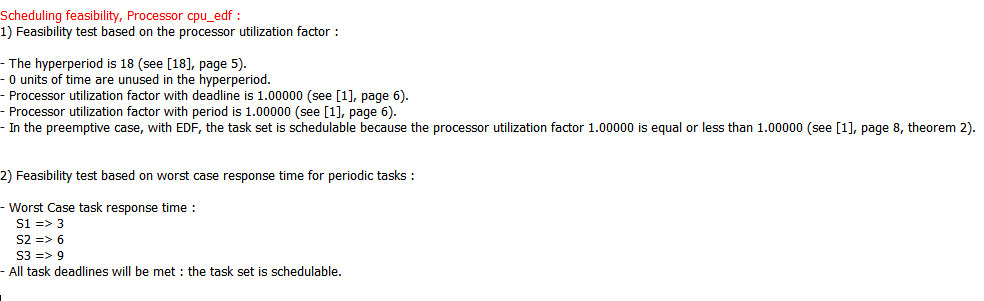 Scheduling feasibility, Processor cpu_edf :
1) Feasibility test based on the processor utilization factor :
- The hyperperiod is 18 (see [18], page 5).
- 0 units of time are unused in the hyperperiod.
- Processor utilization factor with deadline is 1.00000 (see [1], page 6).
- Processor utilization factor with period is 1.00000 (see [1], page 6).
- In the preemptive case, with EDF, the task set is schedulable because the processor utilization factor 1.00000 is equal or less than 1.00000 (see [1], page 8, theorem 2).
2) Feasibility test based on worst case response time for periodic tasks :
- Worst Case task response time :
S1 => 3
S2 => 6
S3 => 9
- All task deadlines will be met : the task set is schedulable.